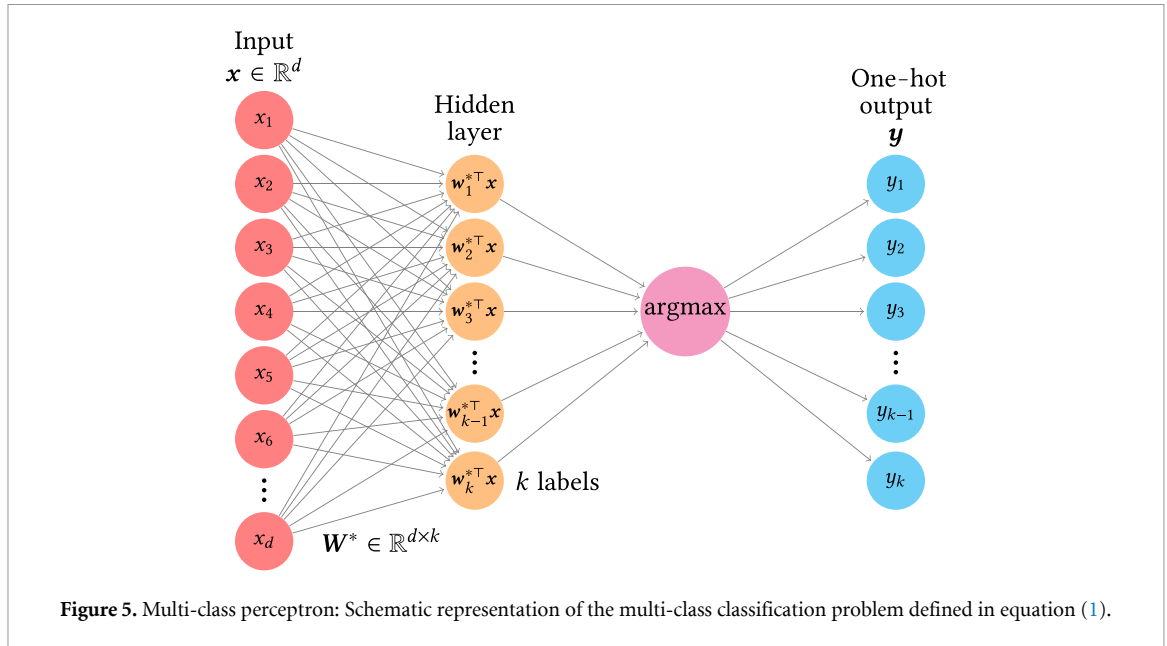 Input
x ∈ ℝ^d
x_1
x_2
x_3
x_4
x_5
x_6
⋮
x_d
W* ∈ ℝ^{d×k}
Hidden
layer
w_1^{*⊤}x
w_2^{*⊤}x
w_3^{*⊤}x
⋮
w_{k−1}^{*⊤}x
w_k^{*⊤}x
k labels
argmax
One-hot
output
y
y_1
y_2
y_3
⋮
y_{k−1}
y_k
Figure 5. Multi-class perceptron: Schematic representation of the multi-class classification problem defined in equation (1).